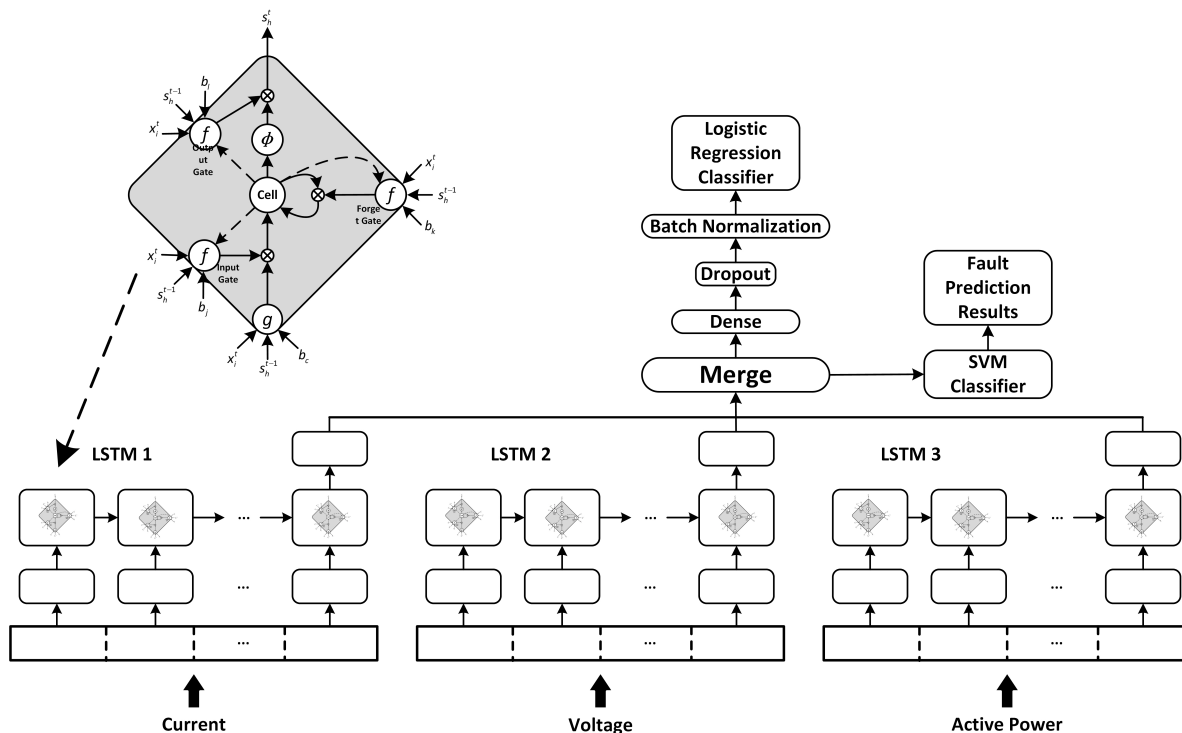 s_h^t
b_l
s_h^{t-1}
x_i^t
f
Outp
ut
Gate
ϕ
Cell
x_i^t
f
s_h^{t-1}
Forge
t Gate
b_k
x_i^t
f
Input
Gate
s_h^{t-1}
b_j
g
x_i^t
s_h^{t-1}
b_c
Logistic
Regression
Classifier
Batch Normalization
Dropout
Dense
Merge
Fault
Prediction
Results
SVM
Classifier
LSTM 1
...
...
...
Current
LSTM 2
...
...
...
Voltage
LSTM 3
...
...
...
Active Power